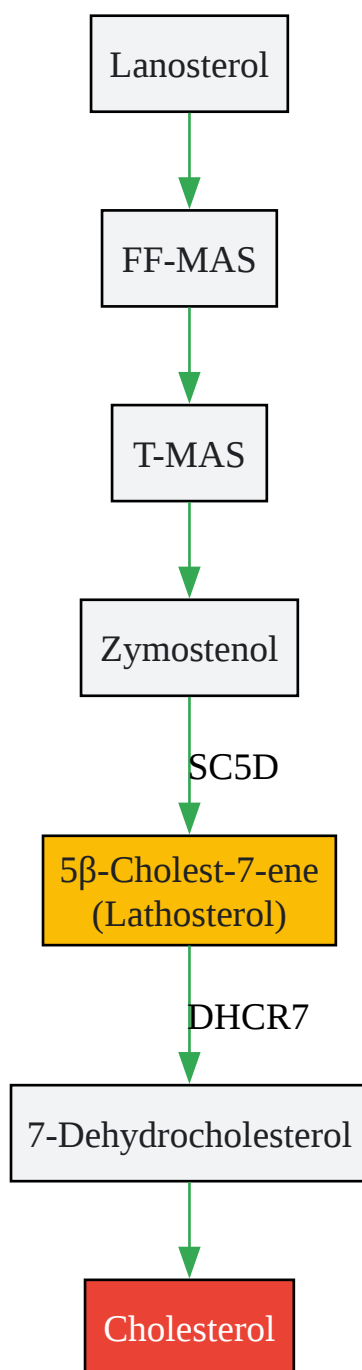 Lanosterol
FF-MAS
T-MAS
Zymostenol
SC5D
5β-Cholest-7-ene
(Lathosterol)
DHCR7
7-Dehydrocholesterol
Cholesterol